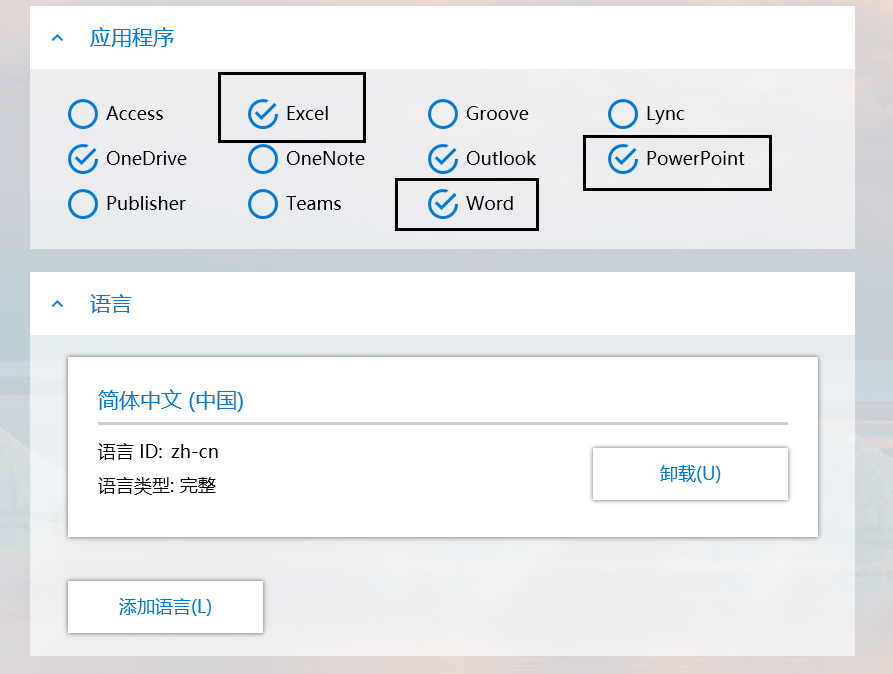 应用程序
Access Excel Groove Lync
OneDrive OneNote Outlook PowerPoint
Publisher Teams Word
语言
简体中文 (中国)
语言 ID: zh-cn
语言类型: 完整
卸载(U)
添加语言(L)